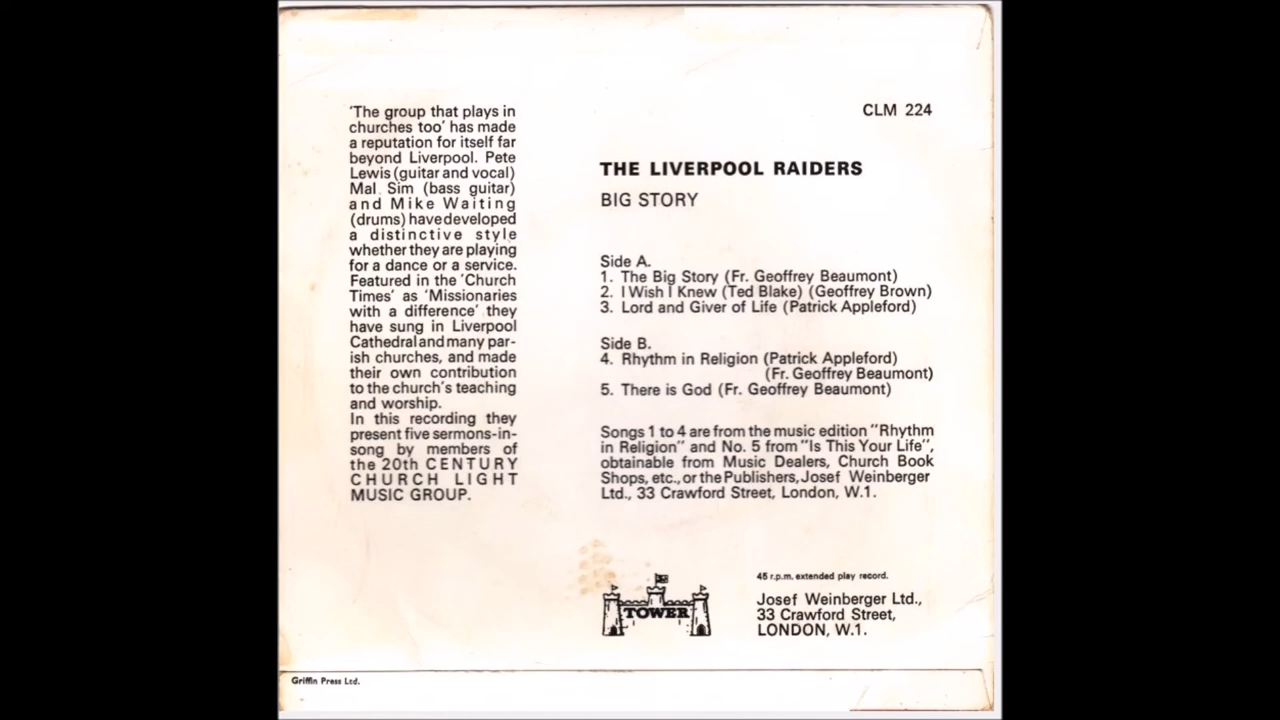 'The group that plays in
churches too' has made
a reputation for itself far
beyond Liverpool. Pete
Lewis (guitar and vocal)
Mal Sim (bass guitar)
and Mike Waiting
(drums) have developed
a distinctive style
whether they are playing
for a dance or a service.
Featured in the 'Church
Times' as 'Missionaries
with a difference' they
have sung in Liverpool
Cathedral and many par-
ish churches, and made
their own contribution
to the church's teaching
and worship.
In this recording they
present five sermons-in-
song by members of
the 20th CENTURY
CHURCH LIGHT
MUSIC GROUP.
CLM 224
THE LIVERPOOL RAIDERS
BIG STORY
Side A.
1. The Big Story (Fr. Geoffrey Beaumont)
2. I Wish I Knew (Ted Blake) (Geoffrey Brown)
3. Lord and Giver of Life (Patrick Appleford)
Side B.
4. Rhythm in Religion (Patrick Appleford)
(Fr. Geoffrey Beaumont)
5. There is God (Fr. Geoffrey Beaumont)
Songs 1 to 4 are from the music edition "Rhythm
in Religion" and No. 5 from "Is This Your Life",
obtainable from Music Dealers, Church Book
Shops, etc., or the Publishers, Josef Weinberger
Ltd., 33 Crawford Street, London, W.1.
TOWER
45 r.p.m. extended play record.
Josef Weinberger Ltd.,
33 Crawford Street,
LONDON, W.1.
Griffin Press Ltd.